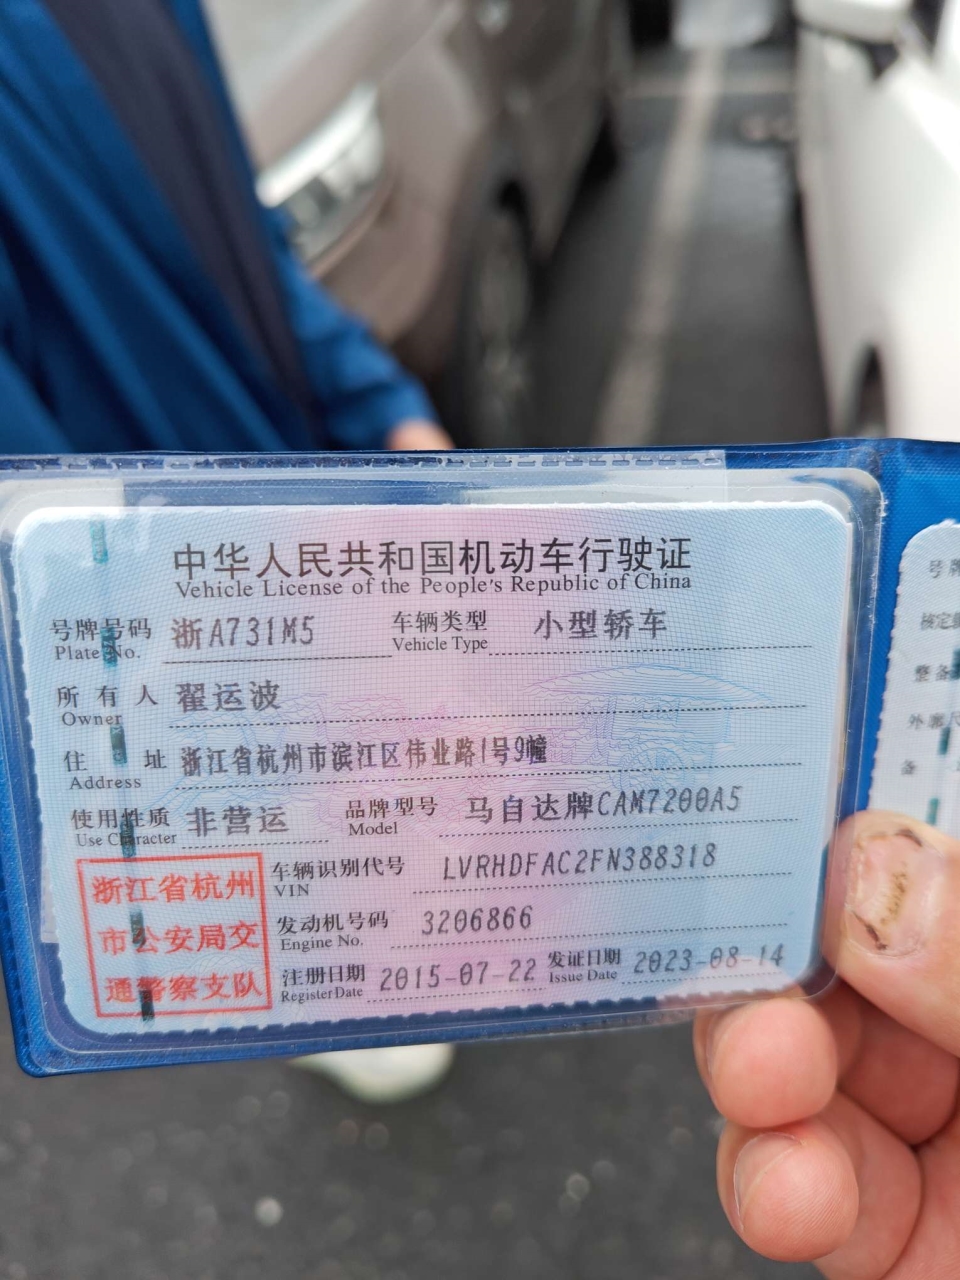 中华人民共和国机动车行驶证
Vehicle License of the People's Republic of China
号牌号码 浙A731M5 车辆类型 小型轿车
Plate No. Vehicle Type
所有人 翟运波
Owner
住址 浙江省杭州市滨江区伟业路1号9幢
Address
使用性质 非营运 品牌型号 马自达牌CAM7200A5
Use Character Model
浙江省杭州
市公安局交
通警察支队
车辆识别代号 LVRHDFAC2FN388318
VIN
发动机号码 3206866
Engine No.
注册日期 2015-07-22 发证日期 2023-08-14
Register Date Issue Date
号牌
核定
整备
外廓尺
备